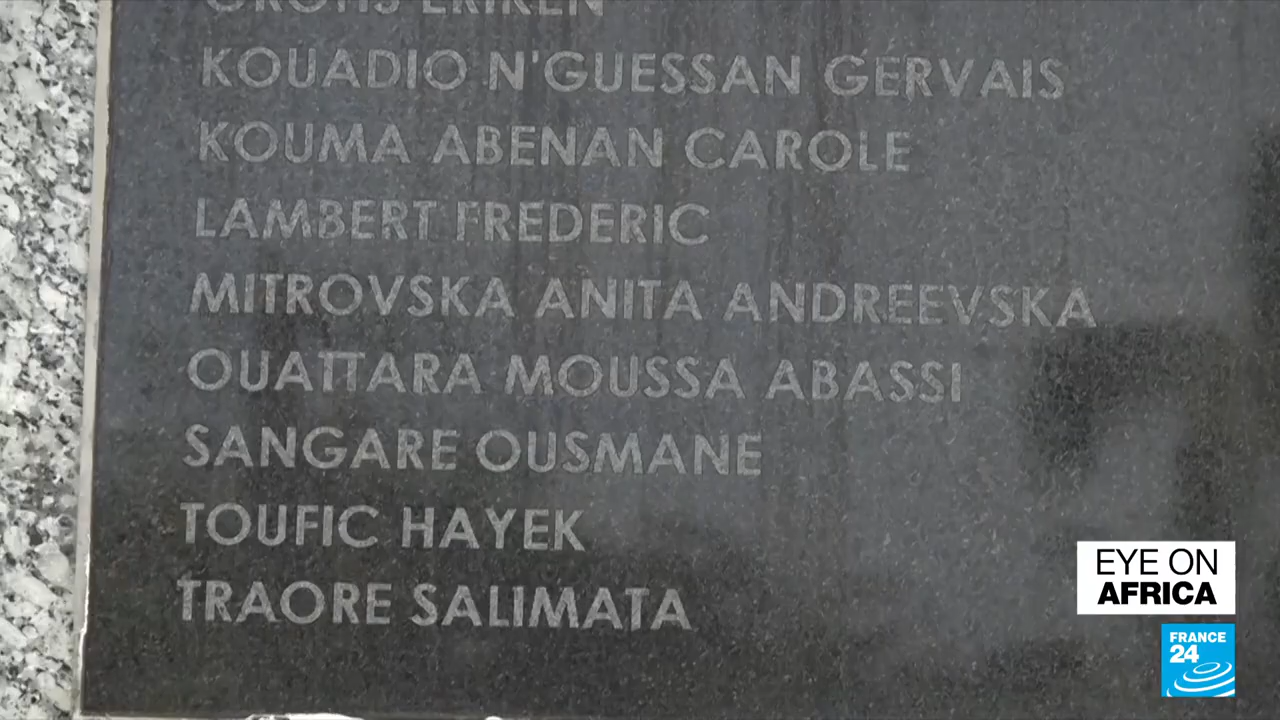 KOUADIO N'GUESSAN GERVAIS
KOUMA ABENAN CAROLE
LAMBERT FREDERIC
MITROVSKA ANITA ANDREEVSKA
OUATTARA MOUSSA ABASSI
SANGARE OUSMANE
TOUFIC HAYEK
TRAORE SALIMATA
EYE ON
AFRICA
FRANCE
24